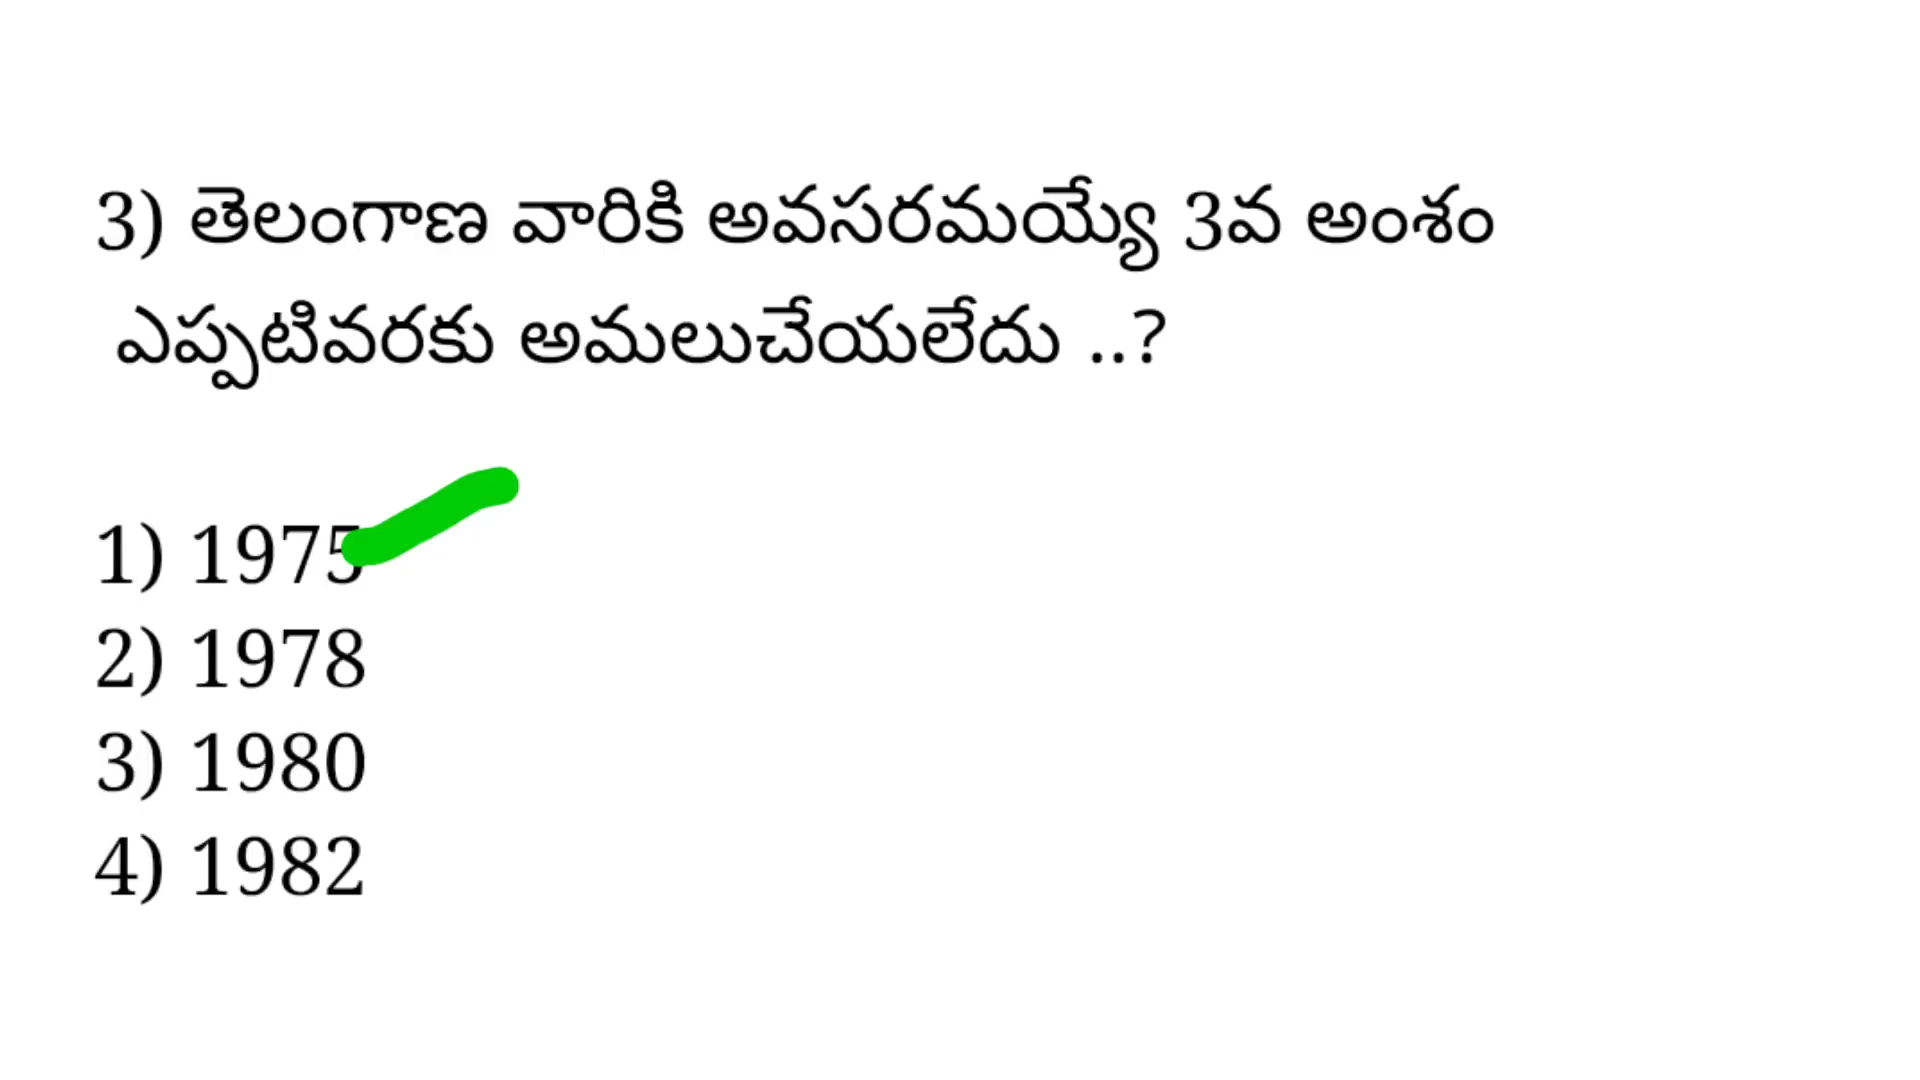 3) తెలంగాణ వారికి అవసరమయ్యే 3వ అంశం
ఎప్పటివరకు అమలుచేయలేదు ..?
1) 1975
2) 1978
3) 1980
4) 1982